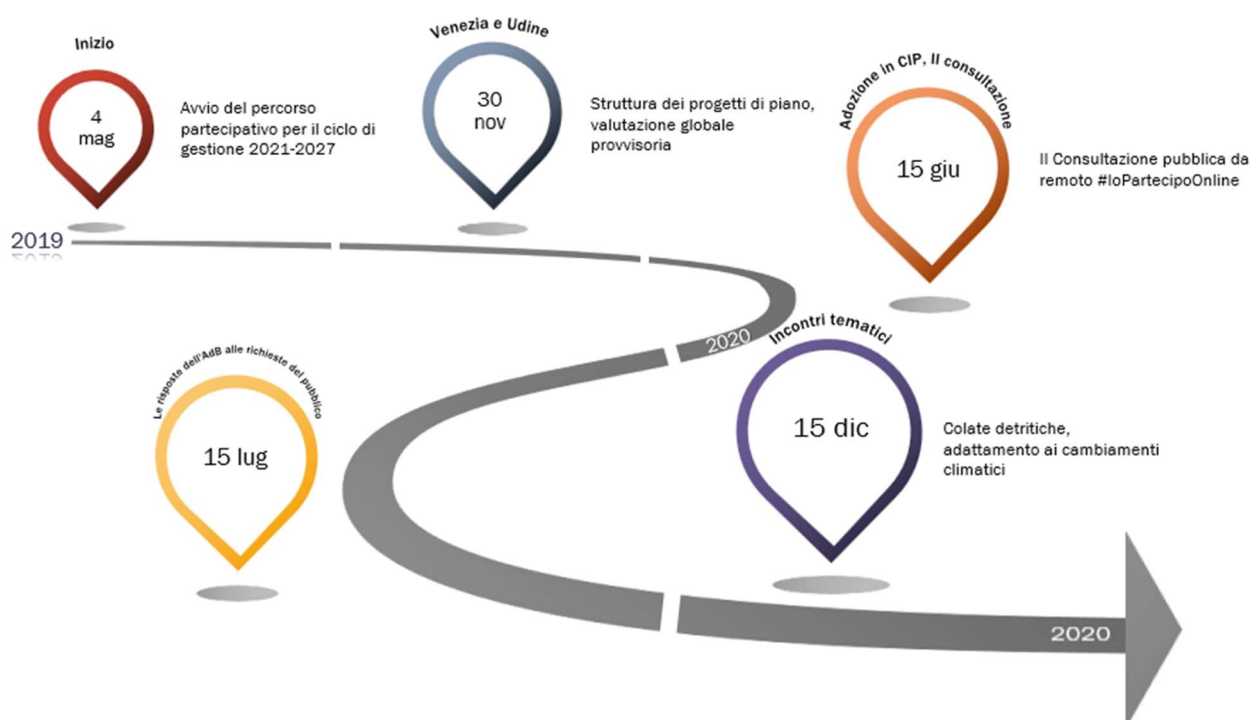 Inizio
4
mag
Avvio del percorso
partecipativo per il ciclo di
gestione 2021-2027
Venezia e Udine
30
nov
Struttura dei progetti di piano,
valutazione globale
provvisoria
Adozione in CIP, II consultazione
15 giu
II Consultazione pubblica da
remoto #IoPartecipoOnline
2019
2020
Le risposte dell'AdB alle richieste del pubblico
15 lug
Incontri tematici
15 dic
Colate detritiche,
adattamento ai cambiamenti
climatici
2020